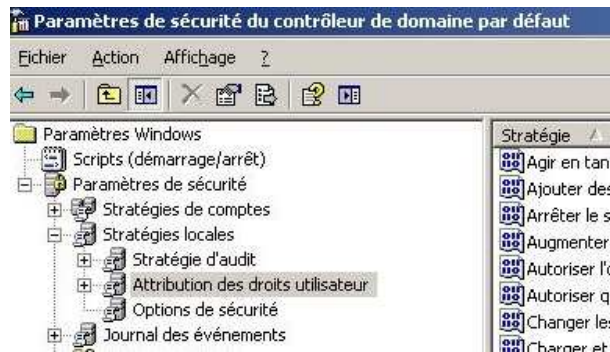 Paramètres de sécurité du contrôleur de domaine par défaut
Fichier Action Affichage ?
Paramètres Windows
Scripts (démarrage/arrêt)
Paramètres de sécurité
Stratégies de comptes
Stratégies locales
Stratégie d'audit
Attribution des droits utilisateur
Options de sécurité
Journal des événements
Stratégie
Agir en tan
Ajouter des
Arrêter le s
Augmenter
Autoriser l'
Autoriser q
Changer les
Charger et